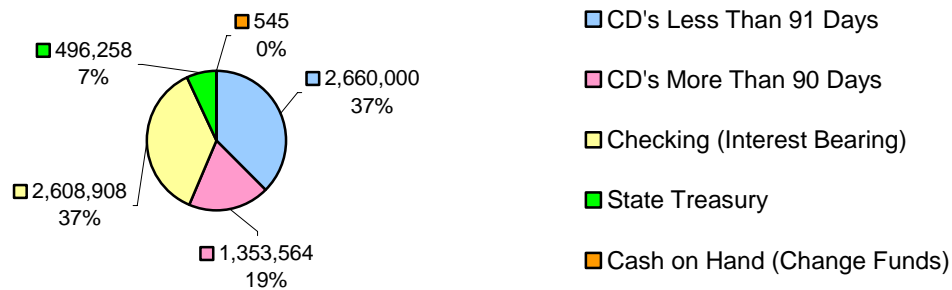 545
0%
496,258
7%
2,660,000
37%
2,608,908
37%
1,353,564
19%
CD's Less Than 91 Days
CD's More Than 90 Days
Checking (Interest Bearing)
State Treasury
Cash on Hand (Change Funds)